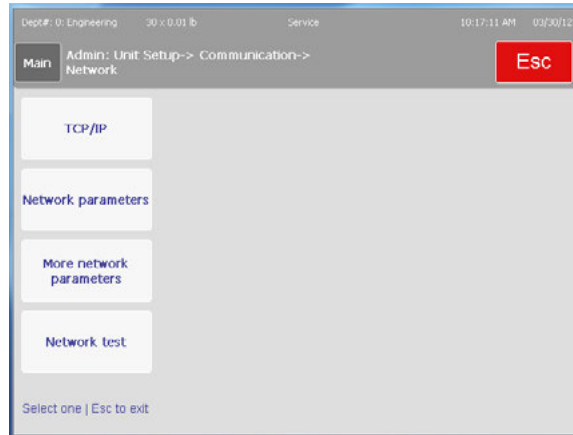 Dept#: 0: Engineering 30 x 0.01 lb Service 10:17:11 AM 03/30/12
Main
Admin: Unit Setup-> Communication->
Network
Esc
TCP/IP
Network parameters
More network
parameters
Network test
Select one | Esc to exit